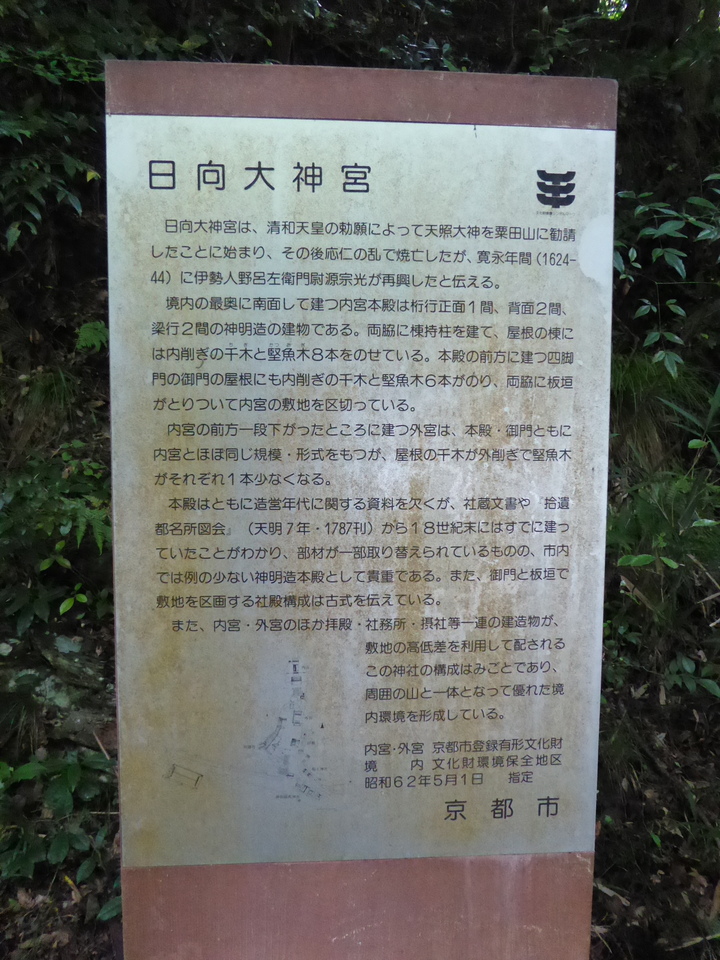 日向大神宮
日向大神宮は、清和天皇の勅願によって天照大神を粟田山に勧請
したことに始まり、その後応仁の乱で焼亡したが、寛永年間（1624-
44）に伊勢人野呂左衛門尉源宗光が再興したと伝える。
境内の最奥に南面して建つ内宮本殿は桁行正面１間、背面２間、
梁行２間の神明造の建物である。両脇に棟持柱を建て、屋根の棟に
は内削ぎの千木と堅魚木８本をのせている。本殿の前方に建つ四脚
門の御門の屋根にも内削ぎの千木と堅魚木６本がのり、両脇に板垣
がとりついて内宮の敷地を区切っている。
内宮の前方一段下がったところに建つ外宮は、本殿・御門ともに
内宮とほぼ同じ規模・形式をもつが、屋根の千木が外削ぎで堅魚木
がそれぞれ１本少なくなる。
本殿はともに造営年代に関する資料を欠くが、社蔵文書や　拾遺
都名所図会』（天明７年・1787刊）から１８世紀末にはすでに建っ
ていたことがわかり、部材が一部取り替えられているものの、市内
では例の少ない神明造本殿として貴重である。また、御門と板垣で
敷地を区画する社殿構成は古式を伝えている。
また、内宮・外宮のほか拝殿・社務所・摂社等一連の建造物が、
敷地の高低差を利用して配される
この神社の構成はみごとであり、
周囲の山と一体となって優れた境
内環境を形成している。
内宮・外宮　京都市登録有形文化財
境　　内　文化財環境保全地区
昭和６２年５月１日　　指定
京都市